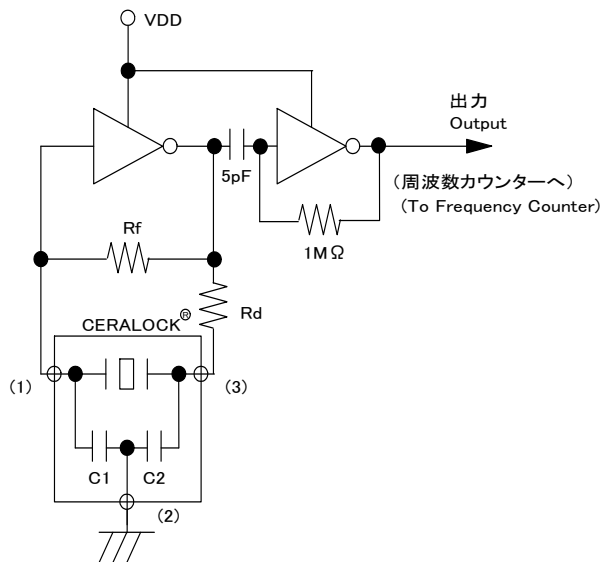 VDD
出力
Output
5pF
(周波数カウンターへ)
(To Frequency Counter)
Rf
1MΩ
Rd
CERALOCK®
(1)
(3)
C1
C2
(2)